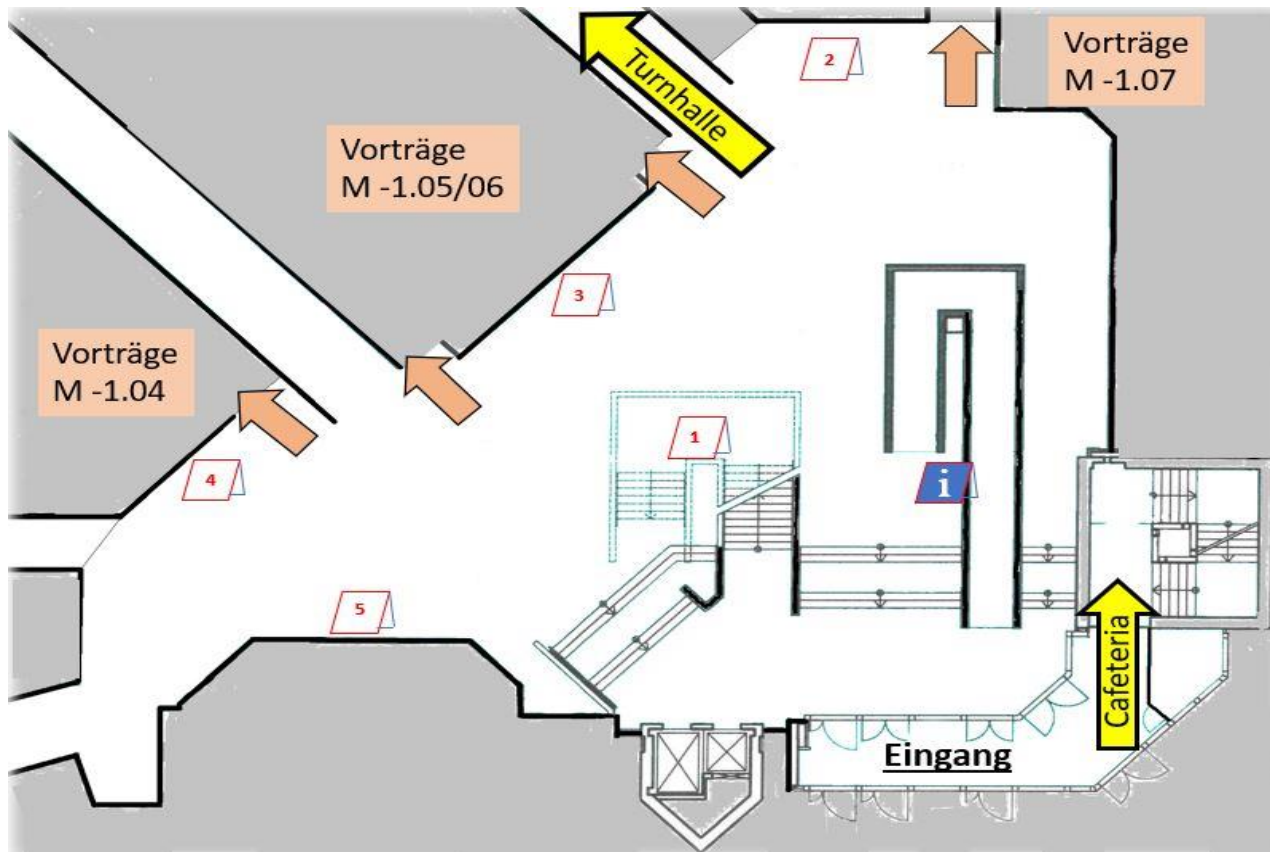 Turnhalle
2
Vorträge
M -1.07
Vorträge
M -1.05/06
3
Vorträge
M -1.04
1
4
i
5
Cafeteria
Eingang